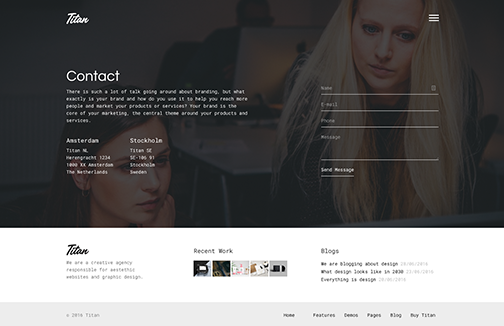 Titan
Contact
There is such a lot of talk going around about branding, but what
exactly is your brand and how do you use it to help you reach more
people and market your products or services? Your brand is the
core of your marketing, the central theme around your products and
services.
Amsterdam
Titan NL
Herengracht 1234
1000 XX Amsterdam
The Netherlands
Stockholm
Titan SE
SE-106 91
Stockholm
Sweden
Name
E-mail
Phone
Message
Send Message
Titan
We are a creative agency
responsible for aestethic
websites and graphic design.
Recent Work
Blogs
We are blogging about design 23/06/2016
What design looks like in 2030 23/06/2016
Everything is design 20/06/2016
© 2016 Titan
Home Features Demos Pages Blog Buy Titan